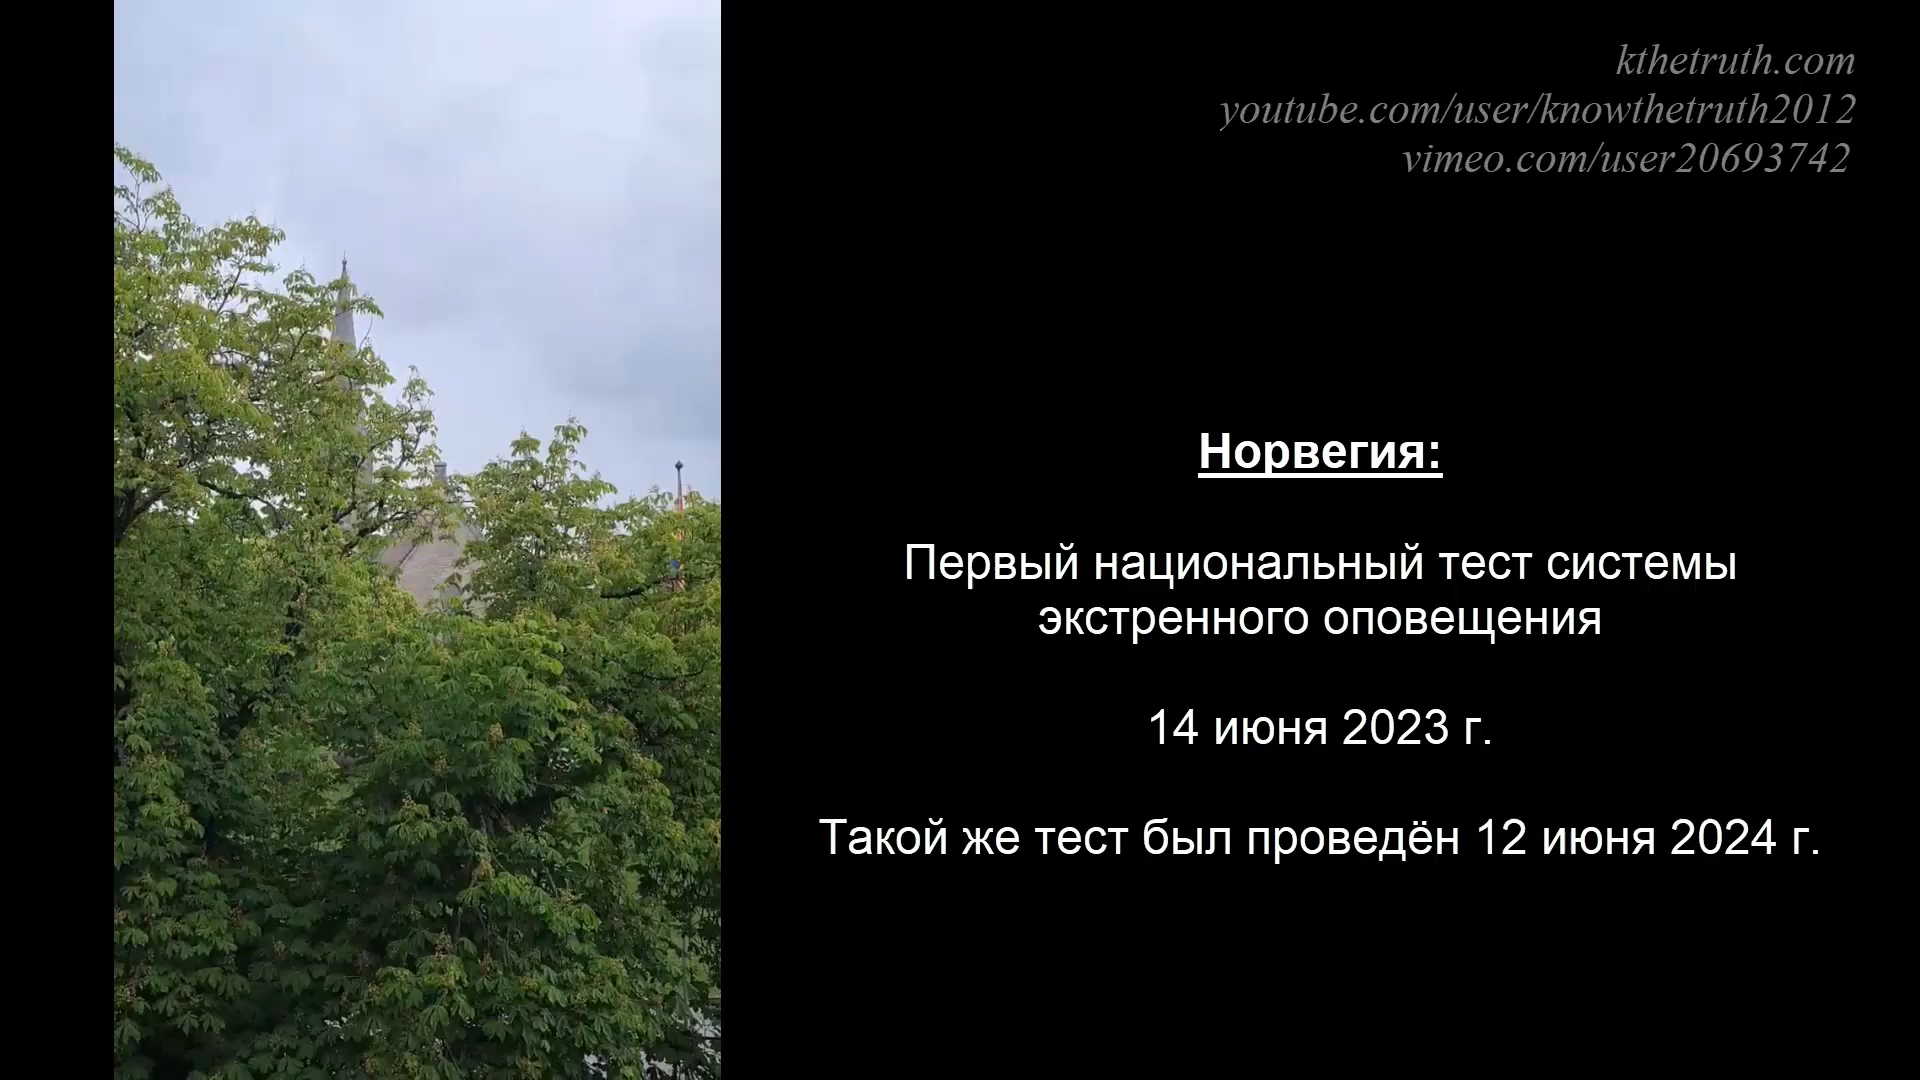 kthetruth.com
youtube.com/user/knowthetruth2012
vimeo.com/user20693742
Норвегия:
Первый национальный тест системы
экстренного оповещения
14 июня 2023 г.
Такой же тест был проведён 12 июня 2024 г.